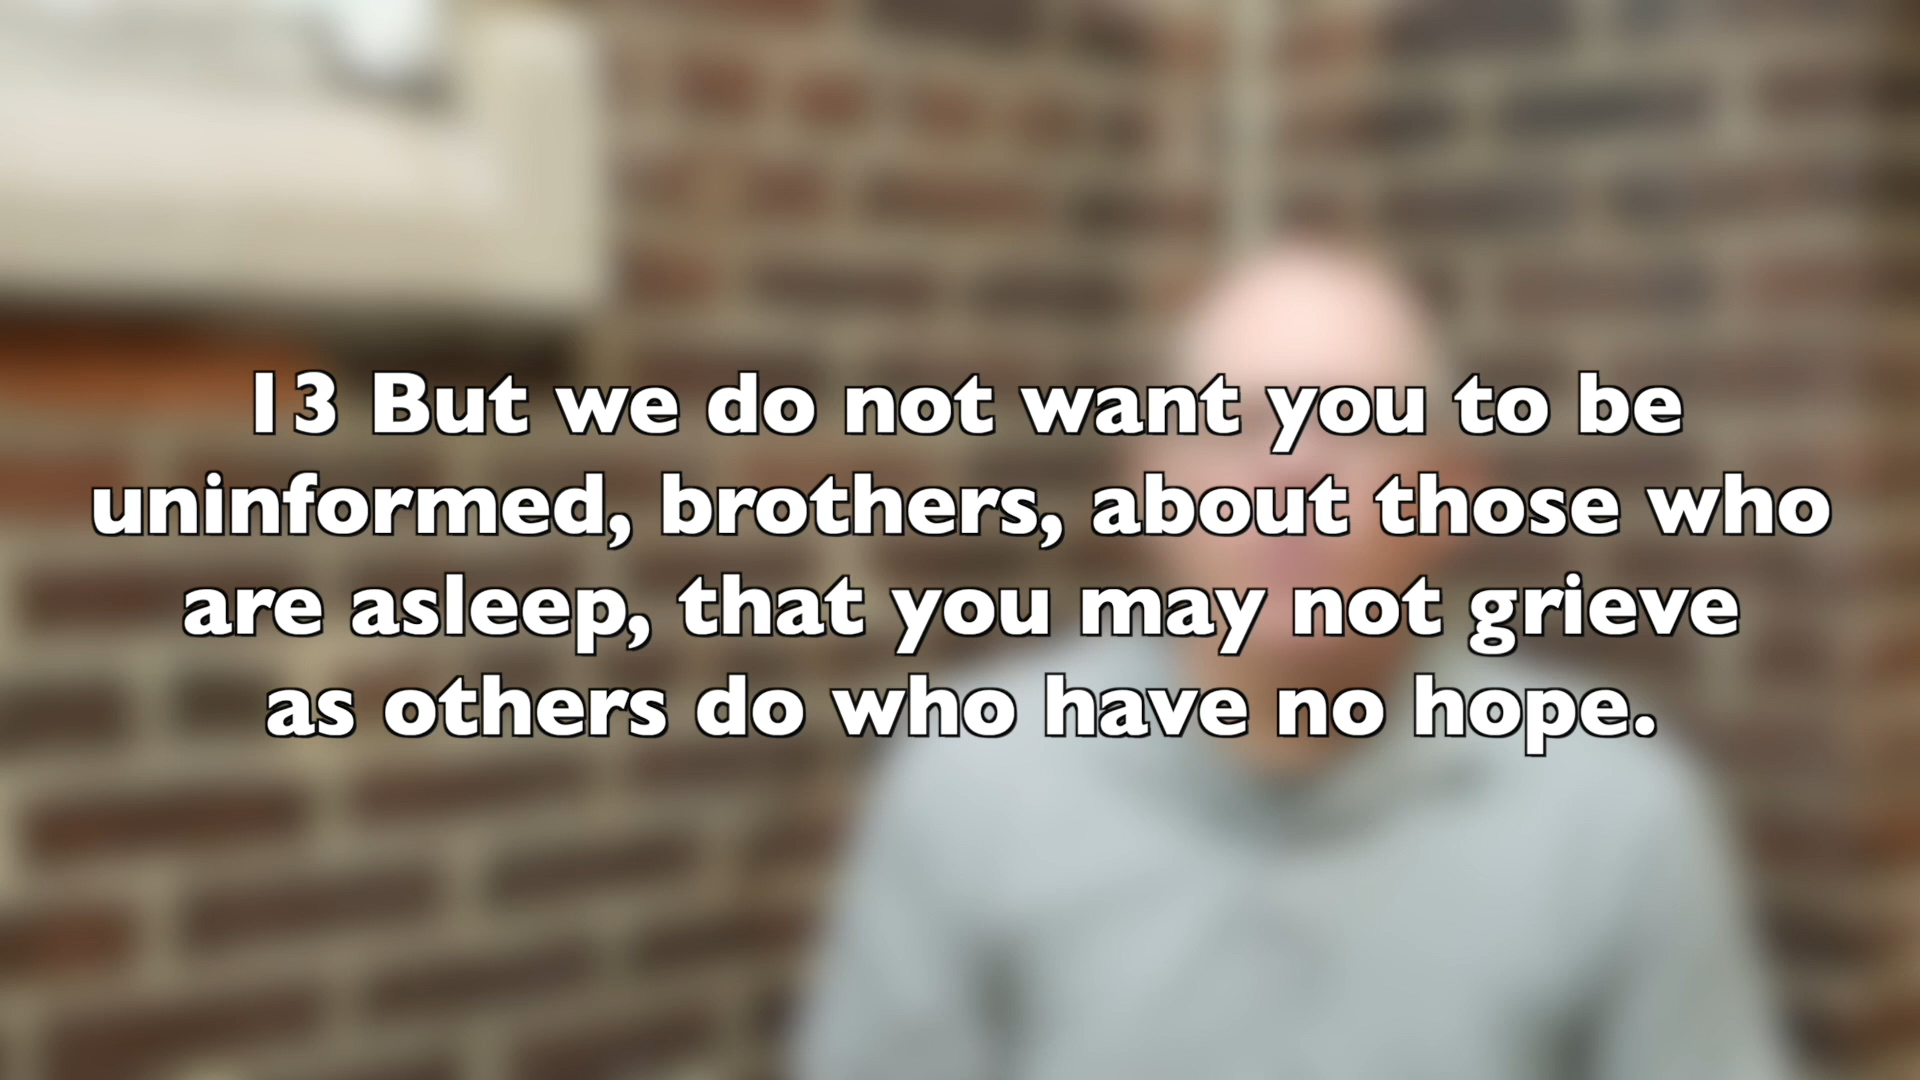 13 But we do not want you to be
uninformed, brothers, about those who
are asleep, that you may not grieve
as others do who have no hope.